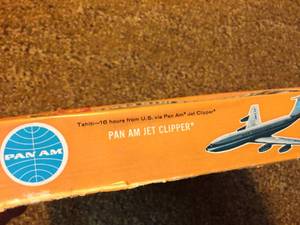 Tahiti—16 hours from U.S. via Pan Am® Jet Clipper®
PAN AM JET CLIPPER®
PAN AM